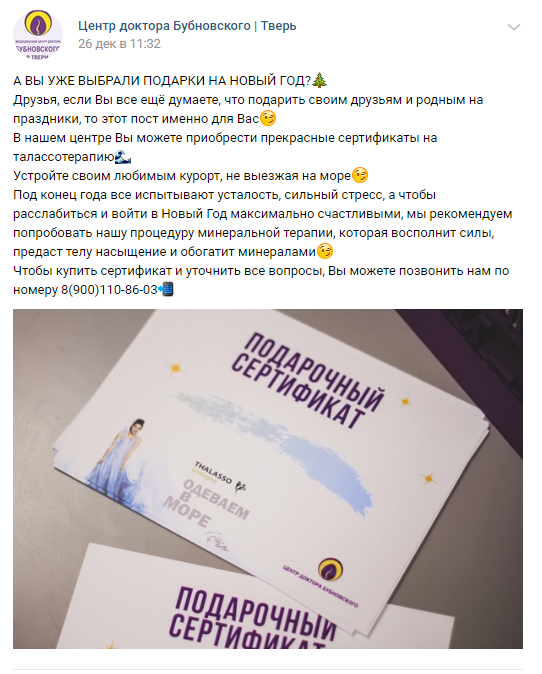 Центр доктора Бубновского | Тверь
26 дек в 11:32
МЕДИЦИНСКИЙ ЦЕНТР ДОКТОРА
БУБНОВСКОГО
В ТВЕРИ
А ВЫ УЖЕ ВЫБРАЛИ ПОДАРКИ НА НОВЫЙ ГОД?🎄
Друзья, если Вы все ещё думаете, что подарить своим друзьям и родным на
праздники, то этот пост именно для Вас😉
В нашем центре Вы можете приобрести прекрасные сертификаты на
талассотерапию🌊
Устройте своим любимым курорт, не выезжая на море😉
Под конец года все испытывают усталость, сильный стресс, а чтобы
расслабиться и войти в Новый Год максимально счастливыми, мы рекомендуем
попробовать нашу процедуру минеральной терапии, которая восполнит силы,
предаст телу насыщение и обогатит минералами😉
Чтобы купить сертификат и уточнить все вопросы, Вы можете позвонить нам по
номеру 8(900)110-86-03📲
ПОДАРОЧНЫЙ
СЕРТИФИКАТ
THALASSO
ОДЕВАЕМ
В
МОРЕ
ЦЕНТР ДОКТОРА БУБНОВСКОГО
ПОДАРОЧНЫЙ
СЕРТИФИКАТ